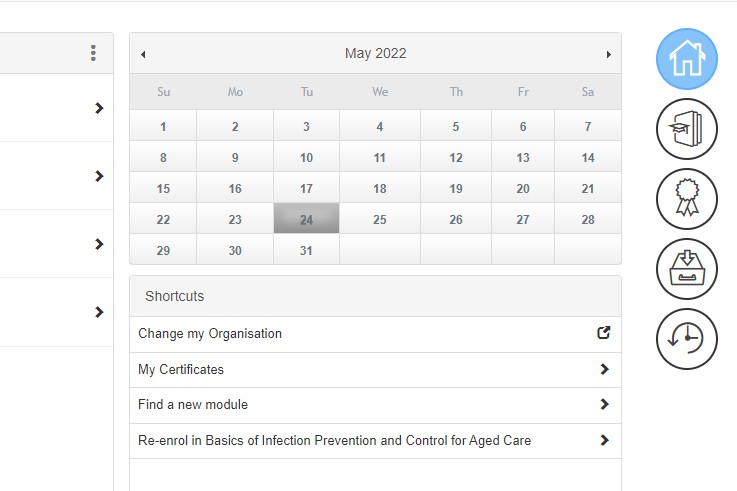 May 2022
Su Mo Tu We Th Fr Sa
1 2 3 4 5 6 7
8 9 10 11 12 13 14
15 16 17 18 19 20 21
22 23 24 25 26 27 28
29 30 31
Shortcuts
Change my Organisation
My Certificates
Find a new module
Re-enrol in Basics of Infection Prevention and Control for Aged Care